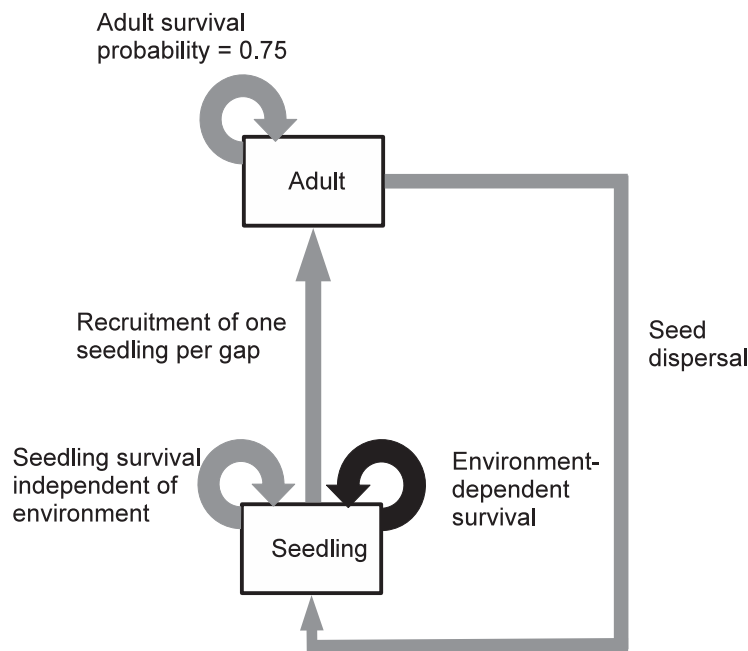 Adult survival
probability = 0.75
Adult
Recruitment of one
seedling per gap
Seed
dispersal
Seedling survival
independent of
environment
Environment-
dependent
survival
Seedling